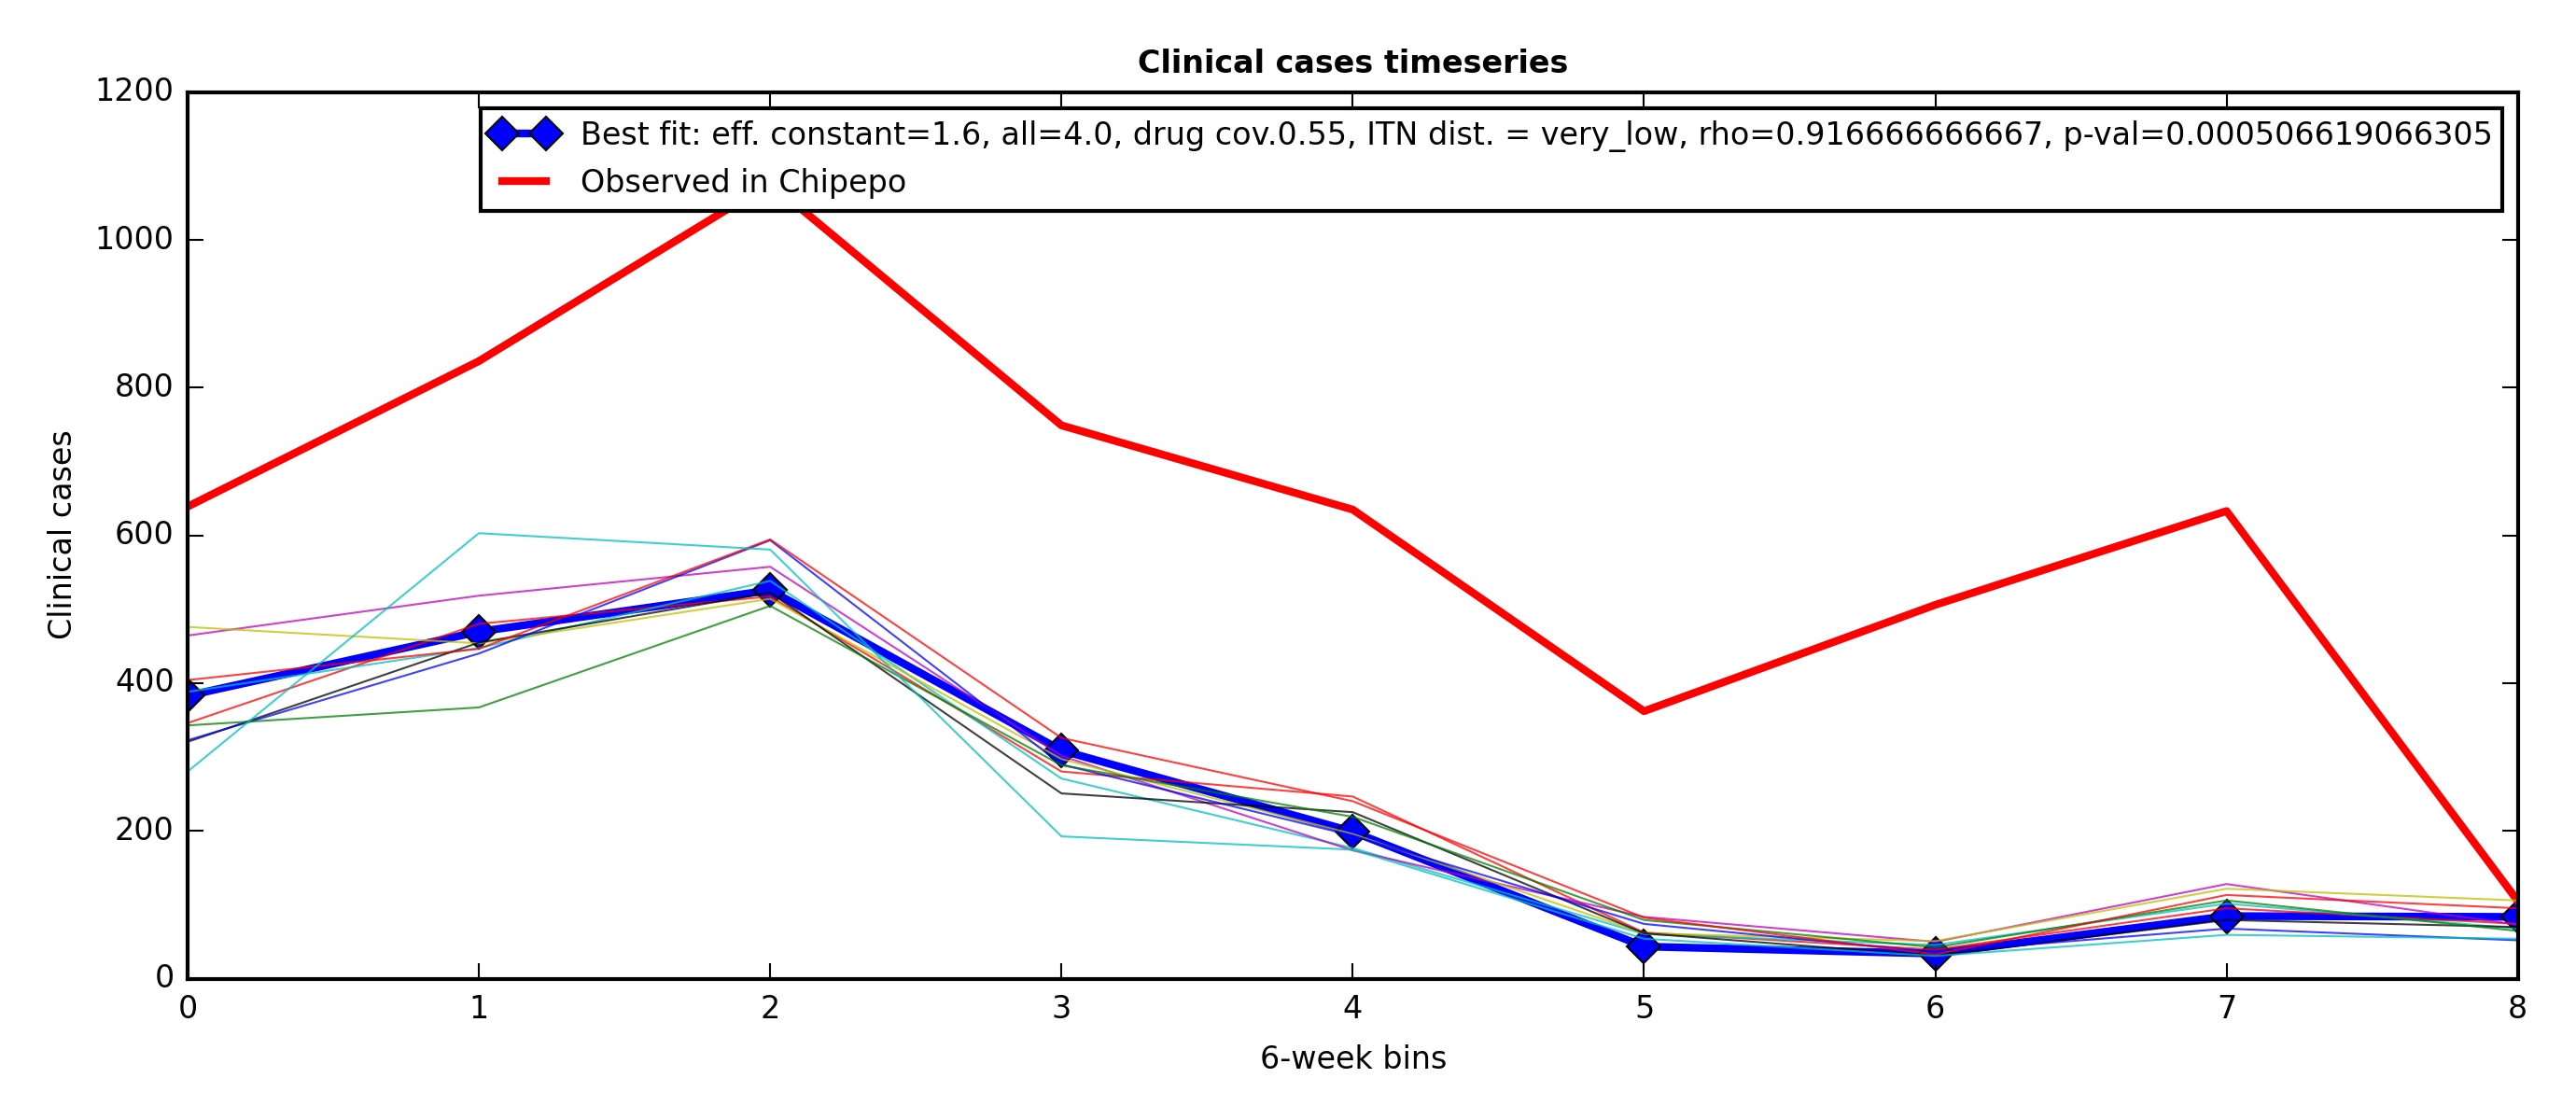 Clinical cases timeseries
1200
1000
800
600
400
200
0
Clinical cases
Best fit: eff. constant=1.6, all=4.0, drug cov.0.55, ITN dist. = very_low, rho=0.916666666667, p-val=0.000506619066305
Observed in Chipepo
0 1 2 3 4 5 6 7 8
6-week bins